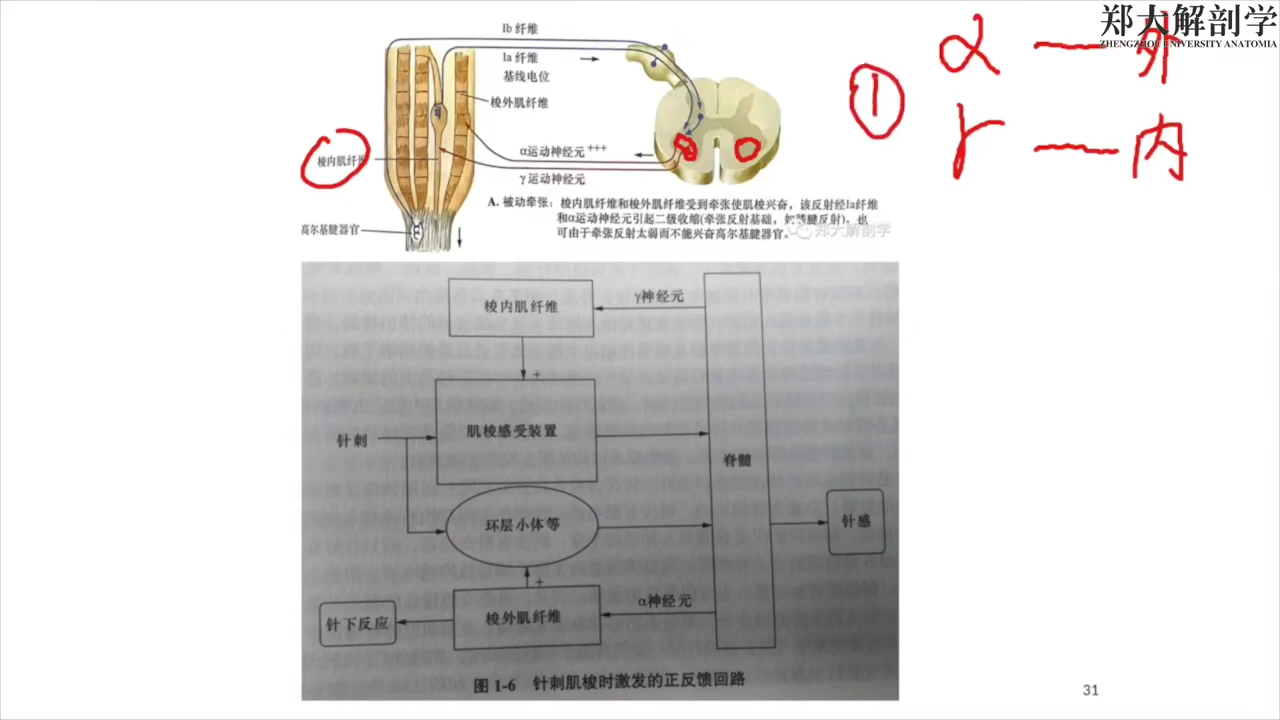 郑大解剖学
ZHENGZHOU UNIVERSITY ANATOMIA
α — 外
① γ — 内
Ib 纤维
Ia 纤维
基线电位
梭外肌纤维
梭内肌纤维
α运动神经元+++
γ 运动神经元
高尔基腱器官
A. 被动牵张：梭内肌纤维和梭外肌纤维受到牵张使肌梭兴奋，该反射经Ia纤维
和α运动神经元引起二级收缩(牵张反射基础，如髌腱反射)，也
可由于牵张反射太弱而不能兴奋高尔基腱器官。
郑大解剖学
梭内肌纤维
γ神经元
+
针刺
肌梭感受装置
脊髓
环层小体等
针感
+
α神经元
针下反应
梭外肌纤维
图 1-6 针刺肌梭时激发的正反馈回路
31